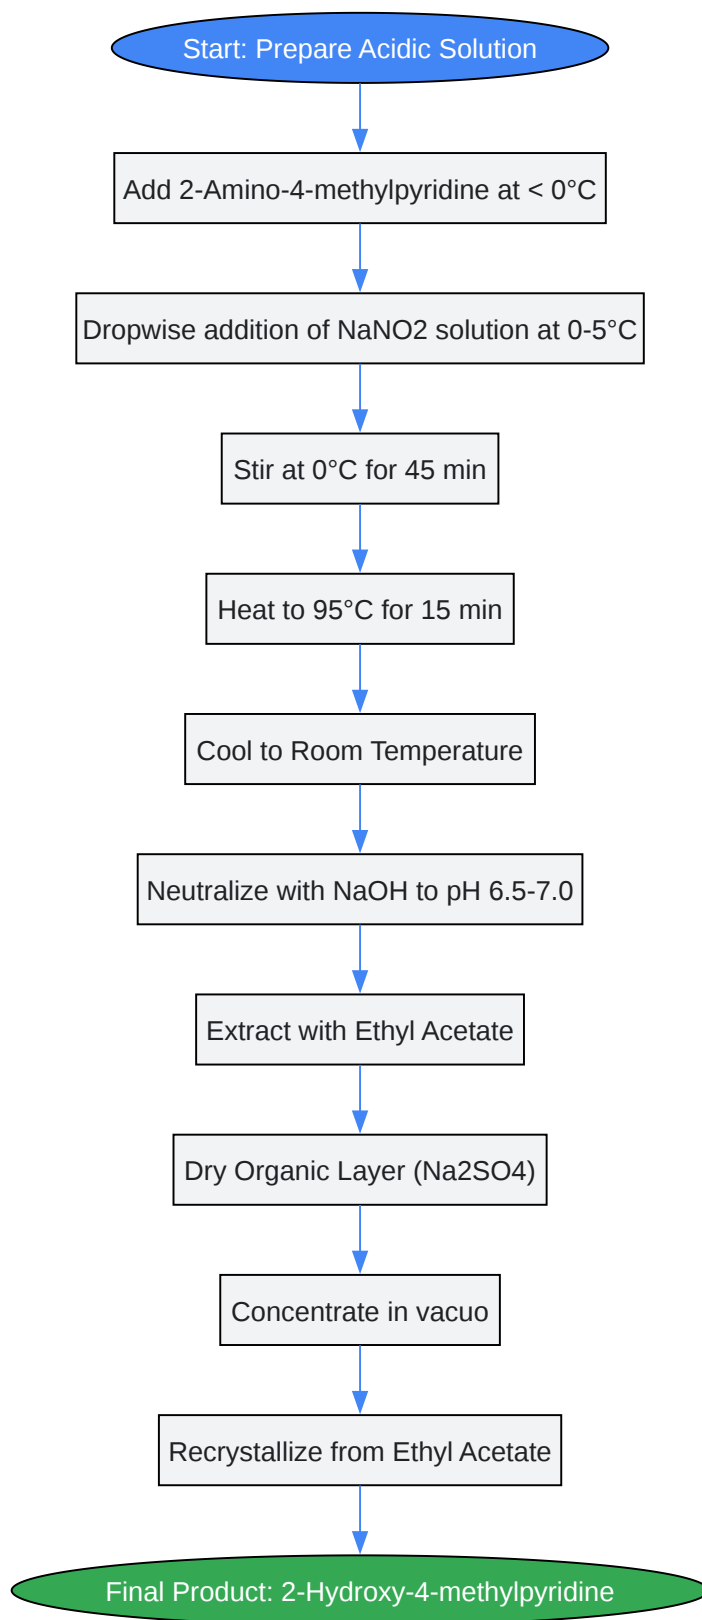 Start: Prepare Acidic Solution
Add 2-Amino-4-methylpyridine at < 0°C
Dropwise addition of NaNO2 solution at 0-5°C
Stir at 0°C for 45 min
Heat to 95°C for 15 min
Cool to Room Temperature
Neutralize with NaOH to pH 6.5-7.0
Extract with Ethyl Acetate
Dry Organic Layer (Na2SO4)
Concentrate in vacuo
Recrystallize from Ethyl Acetate
Final Product: 2-Hydroxy-4-methylpyridine